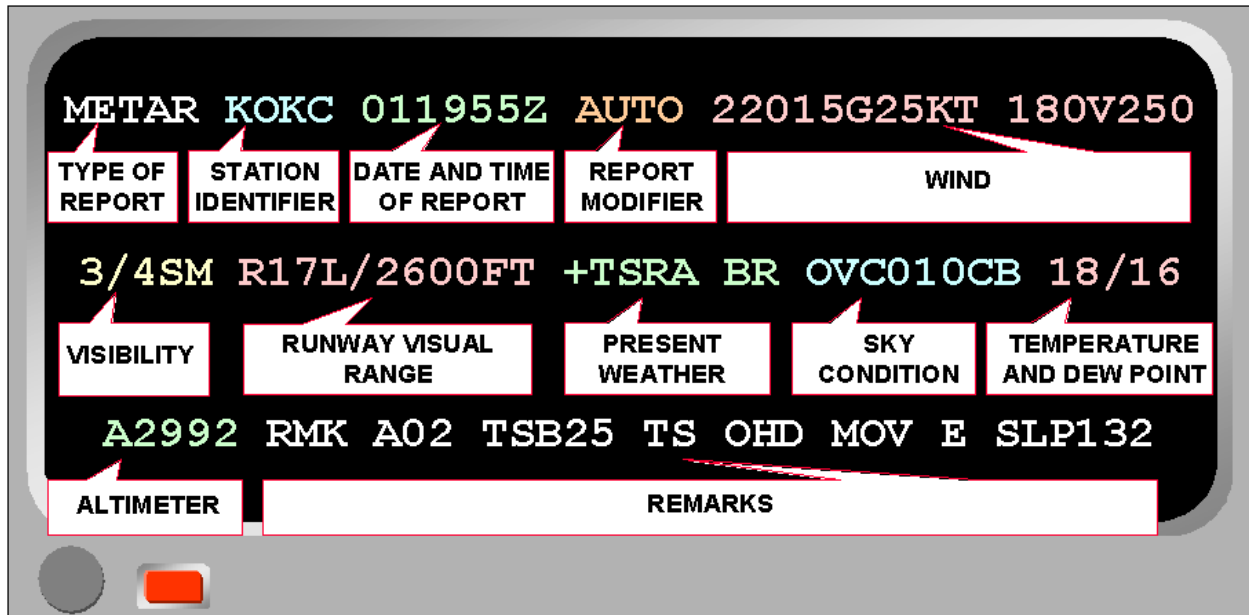 METAR KOKC 011955Z AUTO 22015G25KT 180V250
TYPE OF REPORT
STATION IDENTIFIER
DATE AND TIME OF REPORT
REPORT MODIFIER
WIND
3/4SM R17L/2600FT +TSRA BR OVC010CB 18/16
VISIBILITY
RUNWAY VISUAL RANGE
PRESENT WEATHER
SKY CONDITION
TEMPERATURE AND DEW POINT
A2992 RMK A02 TSB25 TS OHD MOV E SLP132
ALTIMETER
REMARKS